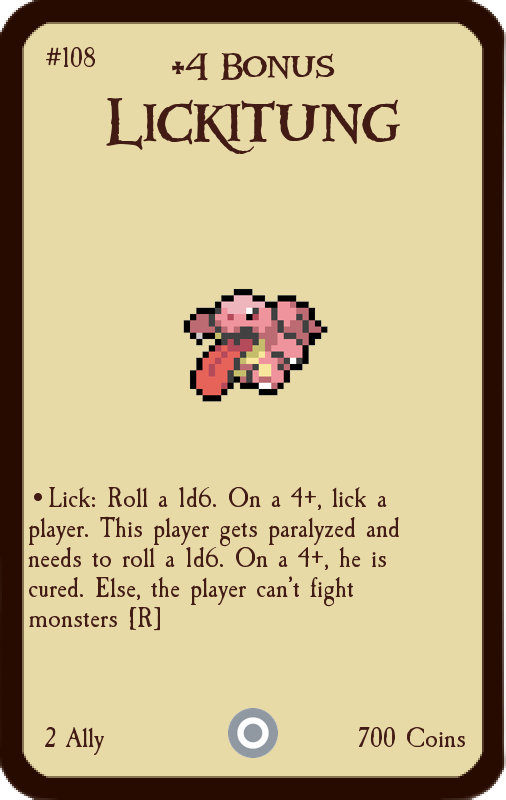 #108
+4 Bonus
Lickitung
•Lick: Roll a 1d6. On a 4+, lick a
player. This player gets paralyzed and
needs to roll a 1d6. On a 4+, he is
cured. Else, the player can't fight
monsters [R]
2 Ally
700 Coins